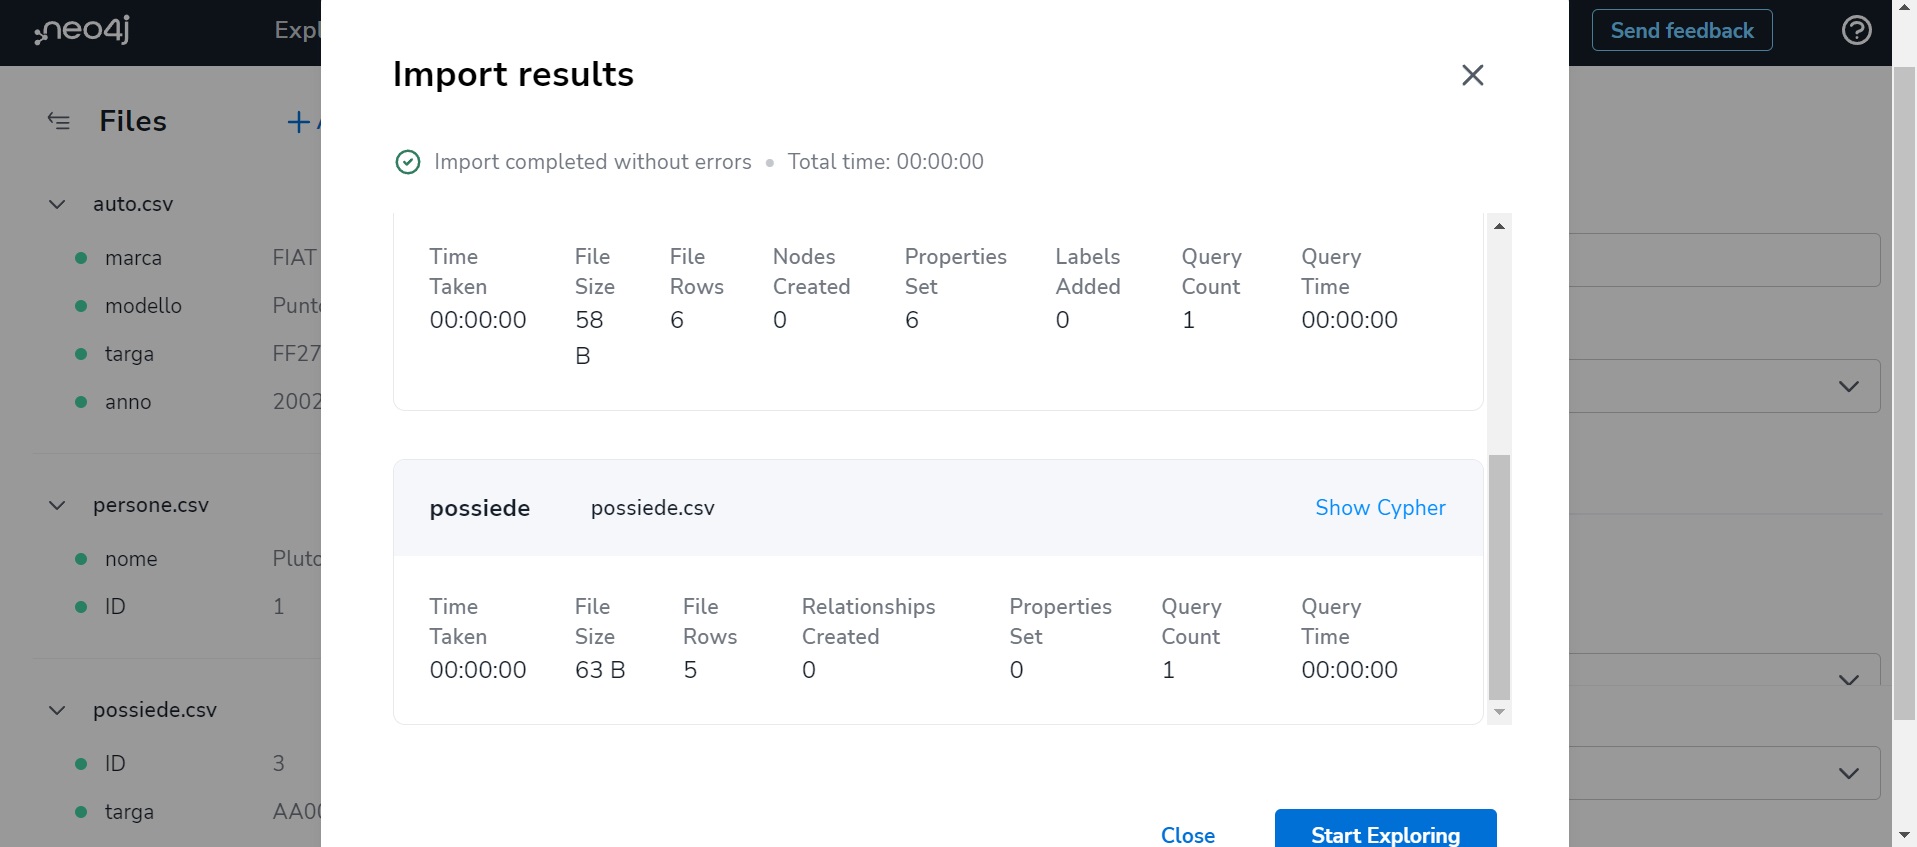 neo4j
Expl
Send feedback
Import results
Files
Import completed without errors • Total time: 00:00:00
auto.csv
marca FIAT
modello Punto
targa FF27
anno 2002
Time Taken File Size File Rows Nodes Created Properties Set Labels Added Query Count Query Time
00:00:00 58 B 6 0 6 0 1 00:00:00
persone.csv
nome Pluto
ID 1
possiede possiede.csv Show Cypher
Time Taken File Size File Rows Relationships Created Properties Set Query Count Query Time
00:00:00 63 B 5 0 0 1 00:00:00
possiede.csv
ID 3
targa AA00
Close Start Exploring